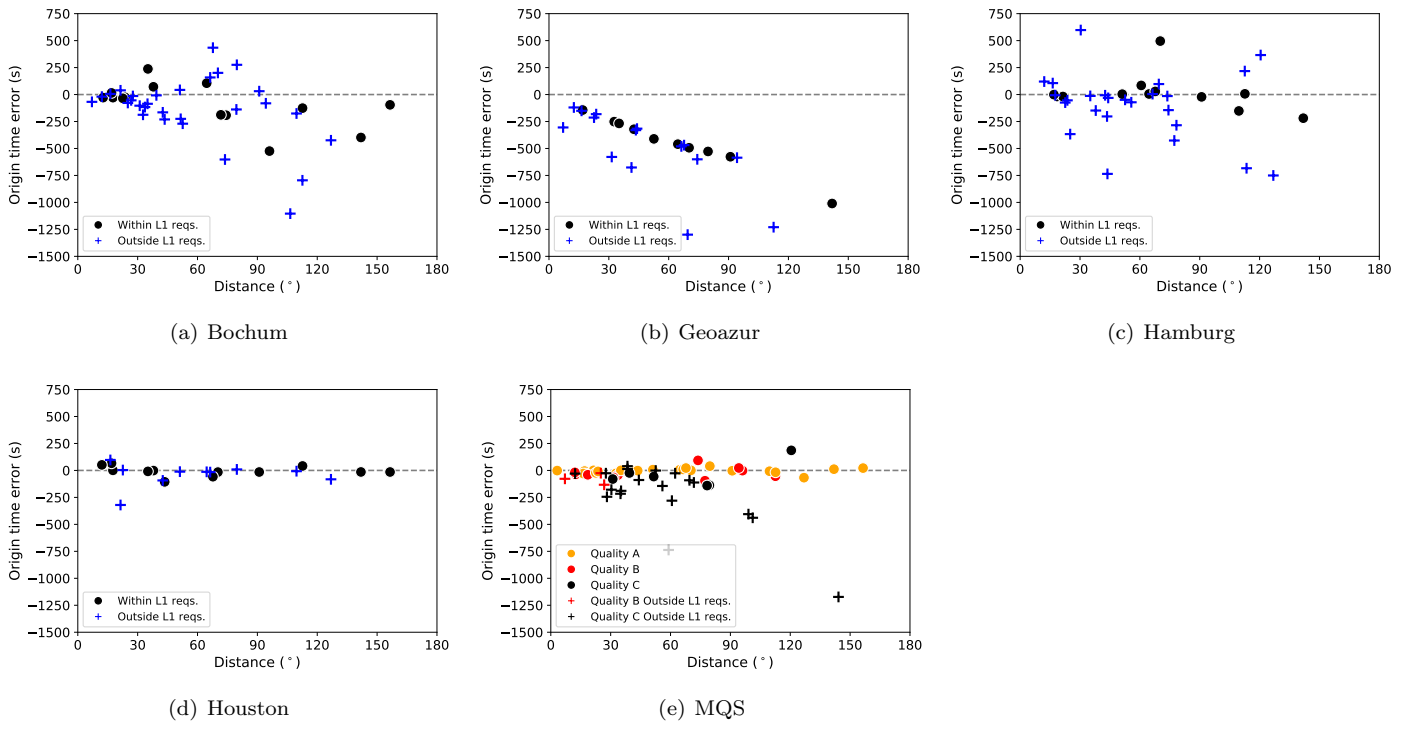 750
500
250
0
−250
−500
−750
−1000
−1250
−1500
Origin time error (s)
0 30 60 90 120 150 180
Distance (°)
Within L1 reqs.
Outside L1 reqs.
(a) Bochum
750
500
250
0
−250
−500
−750
−1000
−1250
−1500
Origin time error (s)
0 30 60 90 120 150 180
Distance (°)
Within L1 reqs.
Outside L1 reqs.
(b) Geoazur
750
500
250
0
−250
−500
−750
−1000
−1250
−1500
Origin time error (s)
0 30 60 90 120 150 180
Distance (°)
Within L1 reqs.
Outside L1 reqs.
(c) Hamburg
750
500
250
0
−250
−500
−750
−1000
−1250
−1500
Origin time error (s)
0 30 60 90 120 150 180
Distance (°)
Within L1 reqs.
Outside L1 reqs.
(d) Houston
750
500
250
0
−250
−500
−750
−1000
−1250
−1500
Origin time error (s)
0 30 60 90 120 150 180
Distance (°)
Quality A
Quality B
Quality C
Quality B Outside L1 reqs.
Quality C Outside L1 reqs.
(e) MQS